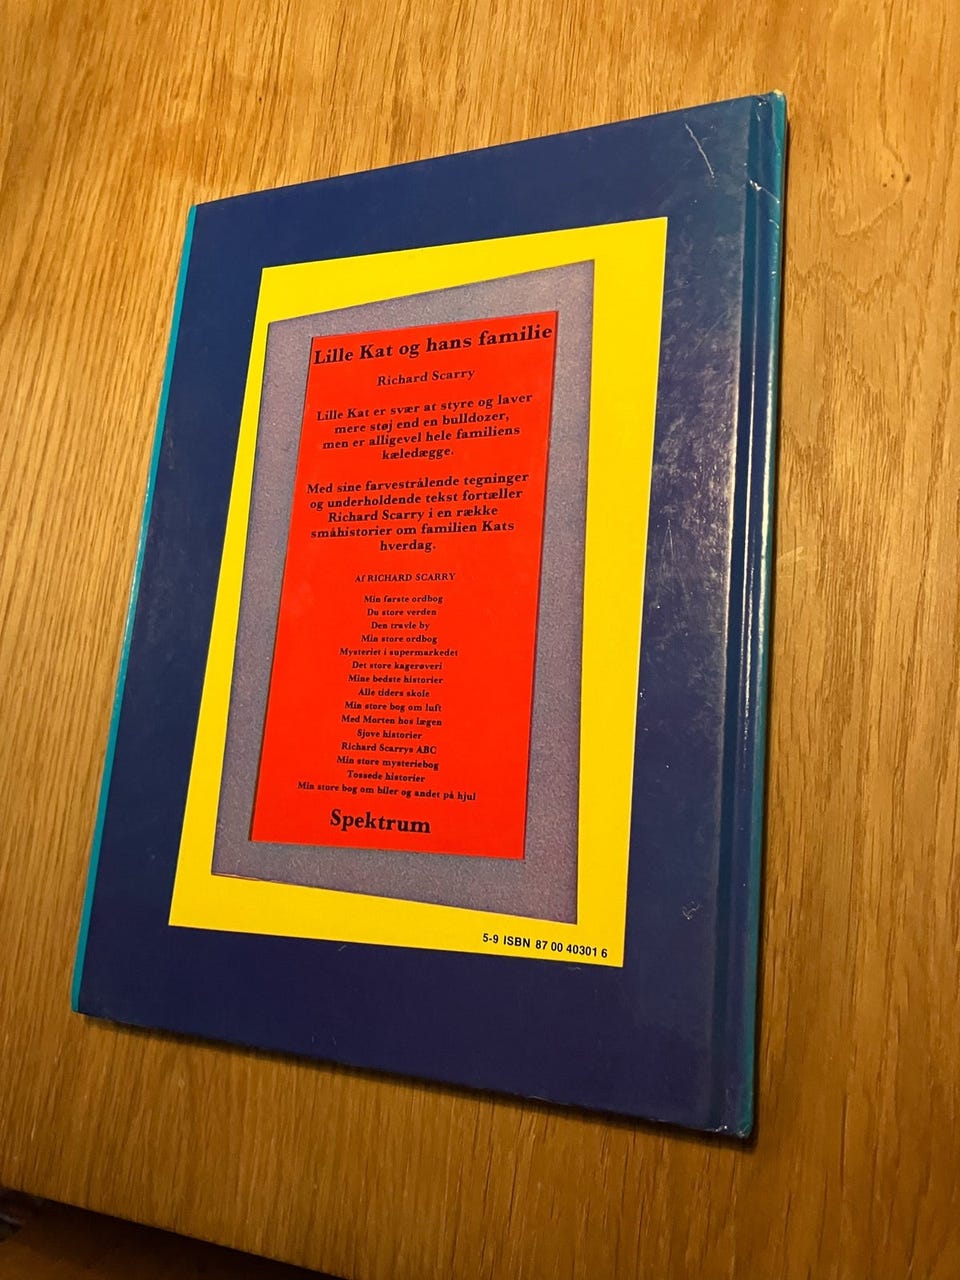 Lille Kat og hans familie
Richard Scarry
Lille Kat er svær at styre og laver
mere støj end en bulldozer,
men er alligevel hele familiens
kæledægge.
Med sine farvestrålende tegninger
og underholdende tekst fortæller
Richard Scarry i en række
småhistorier om familien Kats
hverdag.
Af RICHARD SCARRY
Min første ordbog
Du store verden
Den travle by
Min store ordbog
Mysteriet i supermarkedet
Det store kagerøveri
Mine bedste historier
Alle tiders skole
Min store bog om luft
Med Morten hos lægen
Sjove historier
Richard Scarrys ABC
Min store mysteriebog
Tossede historier
Min store bog om biler og andet på hjul
Spektrum
5-9 ISBN 87 00 40301 6